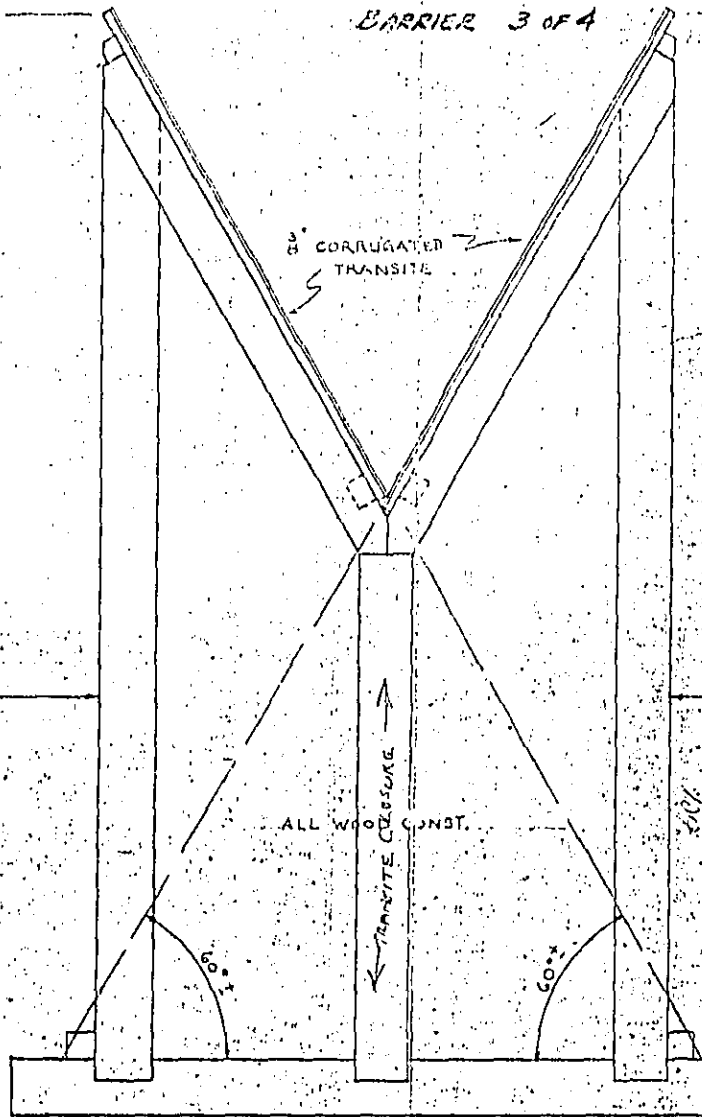 BARRIER 3 OF 4
3/8" CORRUGATED
TRANSITE
TRANSITE CLOSURE
ALL WOOD CONST.
60°±
60°±